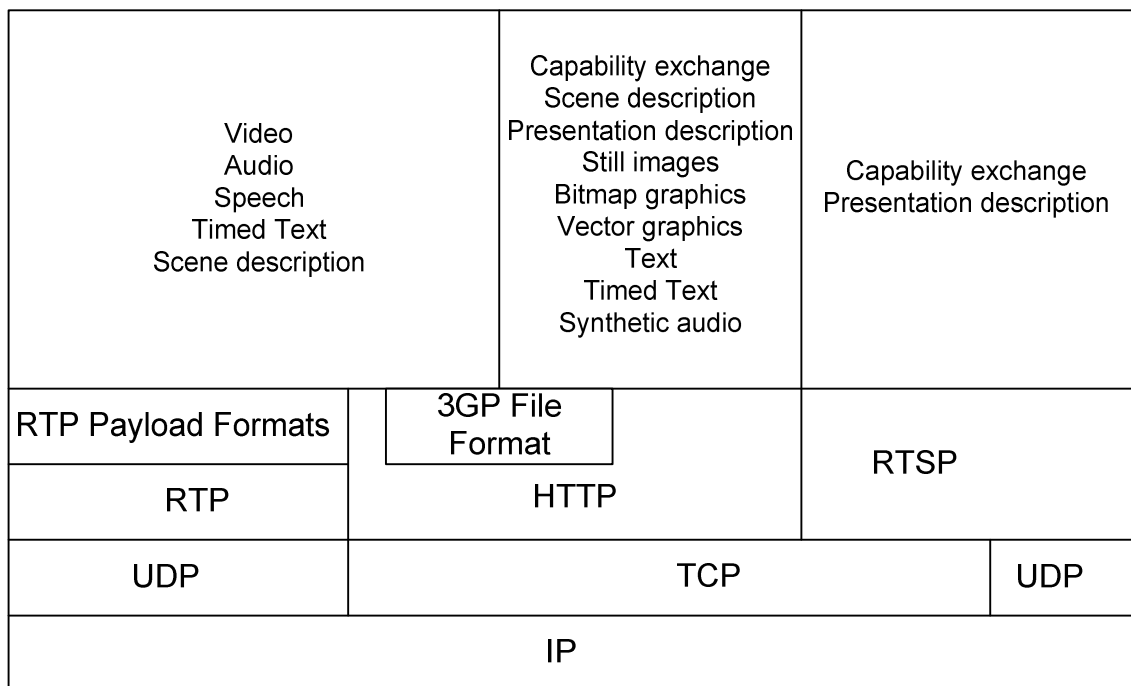 Video
Audio
Speech
Timed Text
Scene description
Capability exchange
Scene description
Presentation description
Still images
Bitmap graphics
Vector graphics
Text
Timed Text
Synthetic audio
Capability exchange
Presentation description
RTP Payload Formats
3GP File
Format
RTSP
RTP
HTTP
UDP
TCP
UDP
IP